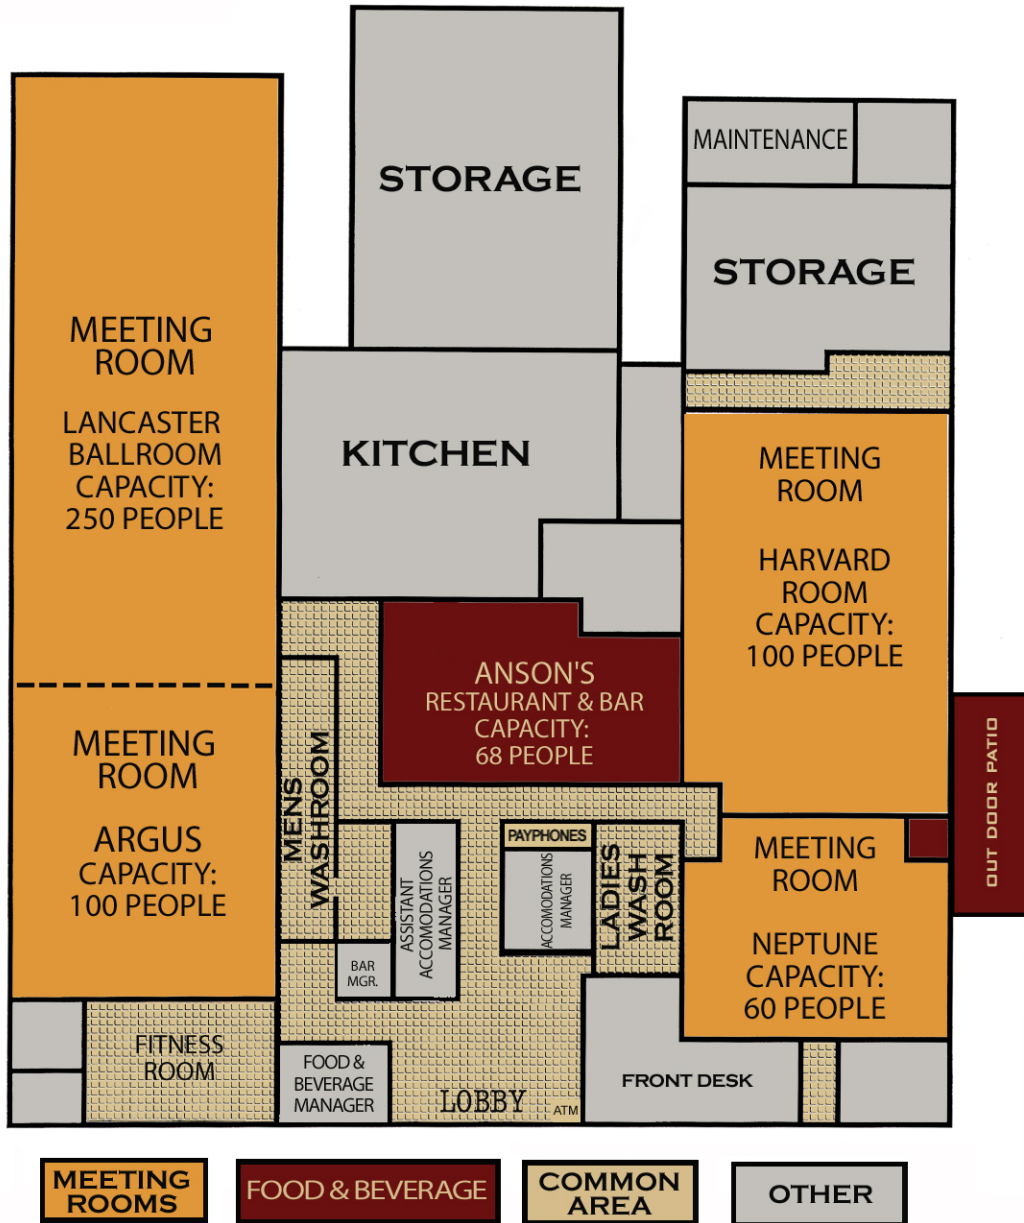 STORAGE
MAINTENANCE
STORAGE
MEETING
ROOM
LANCASTER
BALLROOM
CAPACITY:
250 PEOPLE
KITCHEN
MEETING
ROOM
HARVARD
ROOM
CAPACITY:
100 PEOPLE
ANSON'S
RESTAURANT & BAR
CAPACITY:
68 PEOPLE
OUT DOOR PATIO
MEETING
ROOM
ARGUS
CAPACITY:
100 PEOPLE
MENS
WASHROOM
ASSISTANT
ACCOMODATIONS
MANAGER
PAYPHONES
ACCOMODATIONS
MANAGER
LADIES
WASH
ROOM
MEETING
ROOM
NEPTUNE
CAPACITY:
60 PEOPLE
BAR
MGR.
FITNESS
ROOM
FOOD &
BEVERAGE
MANAGER
LOBBY
ATM
FRONT DESK
MEETING
ROOMS
FOOD & BEVERAGE
COMMON
AREA
OTHER